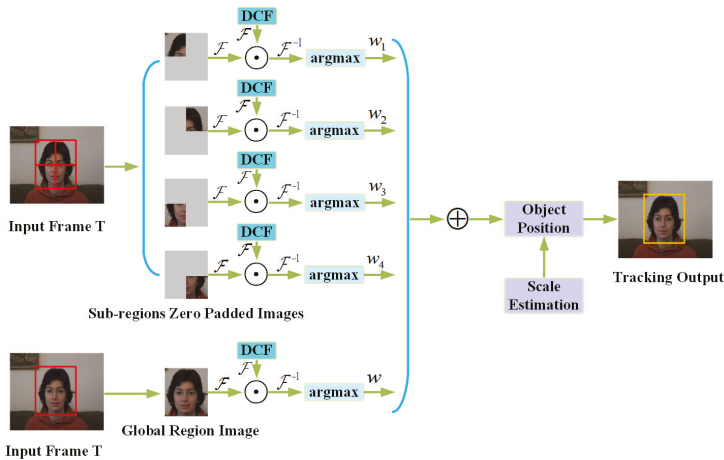 DCF
ℱ
ℱ ℱ⁻¹ argmax w₁
DCF
ℱ
ℱ ℱ⁻¹ argmax w₂
DCF
ℱ
ℱ ℱ⁻¹ argmax w₃
DCF
ℱ
ℱ ℱ⁻¹ argmax w₄
Input Frame T
Sub-regions Zero Padded Images
Object
Position
Scale
Estimation
Tracking Output
DCF
ℱ
ℱ ℱ⁻¹ argmax w
Global Region Image
Input Frame T